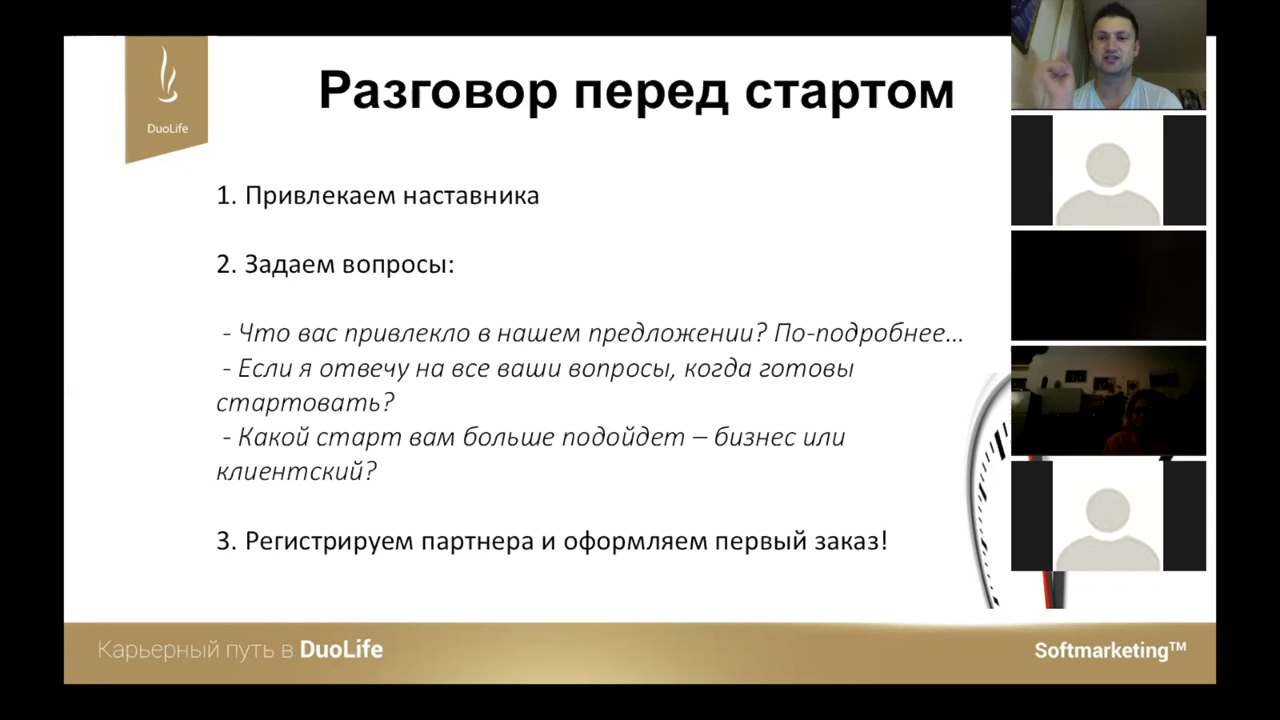 DuoLife
Разговор перед стартом
1. Привлекаем наставника
2. Задаем вопросы:
- Что вас привлекло в нашем предложении? По-подробнее…
- Если я отвечу на все ваши вопросы, когда готовы
стартовать?
- Какой старт вам больше подойдет – бизнес или
клиентский?
3. Регистрируем партнера и оформляем первый заказ!
Карьерный путь в DuoLife
Softmarketing™